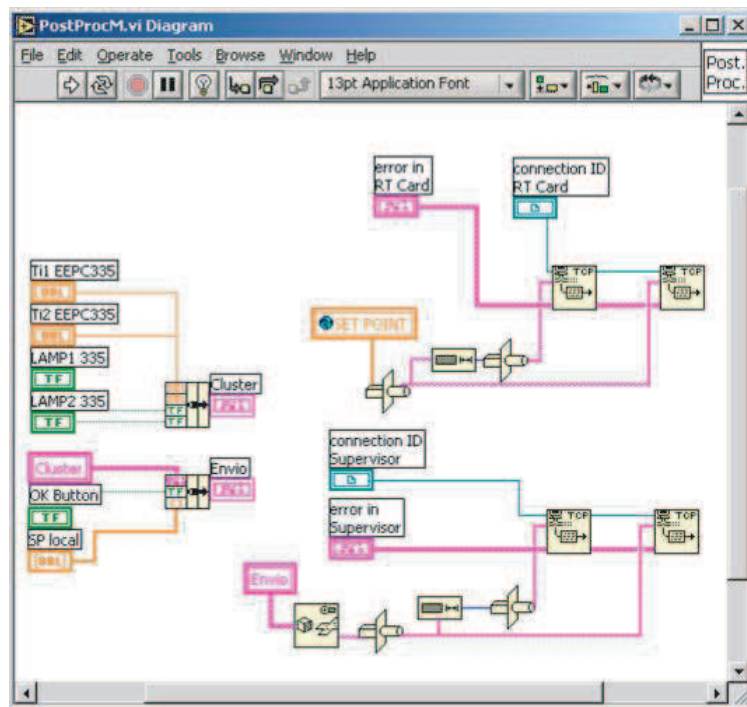 PostProcM.vi Diagram
File Edit Operate Tools Browse Window Help
Post.
Proc.
13pt Application Font
error in
RT Card
connection ID
RT Card
TCP
TCP
Ti1 EEPC335
DBL
Ti2 EEPC335
DBL
LAMP1 335
TF
LAMP2 335
TF
TF
TF
Cluster
SET POINT
connection ID
Supervisor
Cluster
OK Button
TF
TF
Envio
SP local
DBL
error in
Supervisor
TCP
TCP
Envio